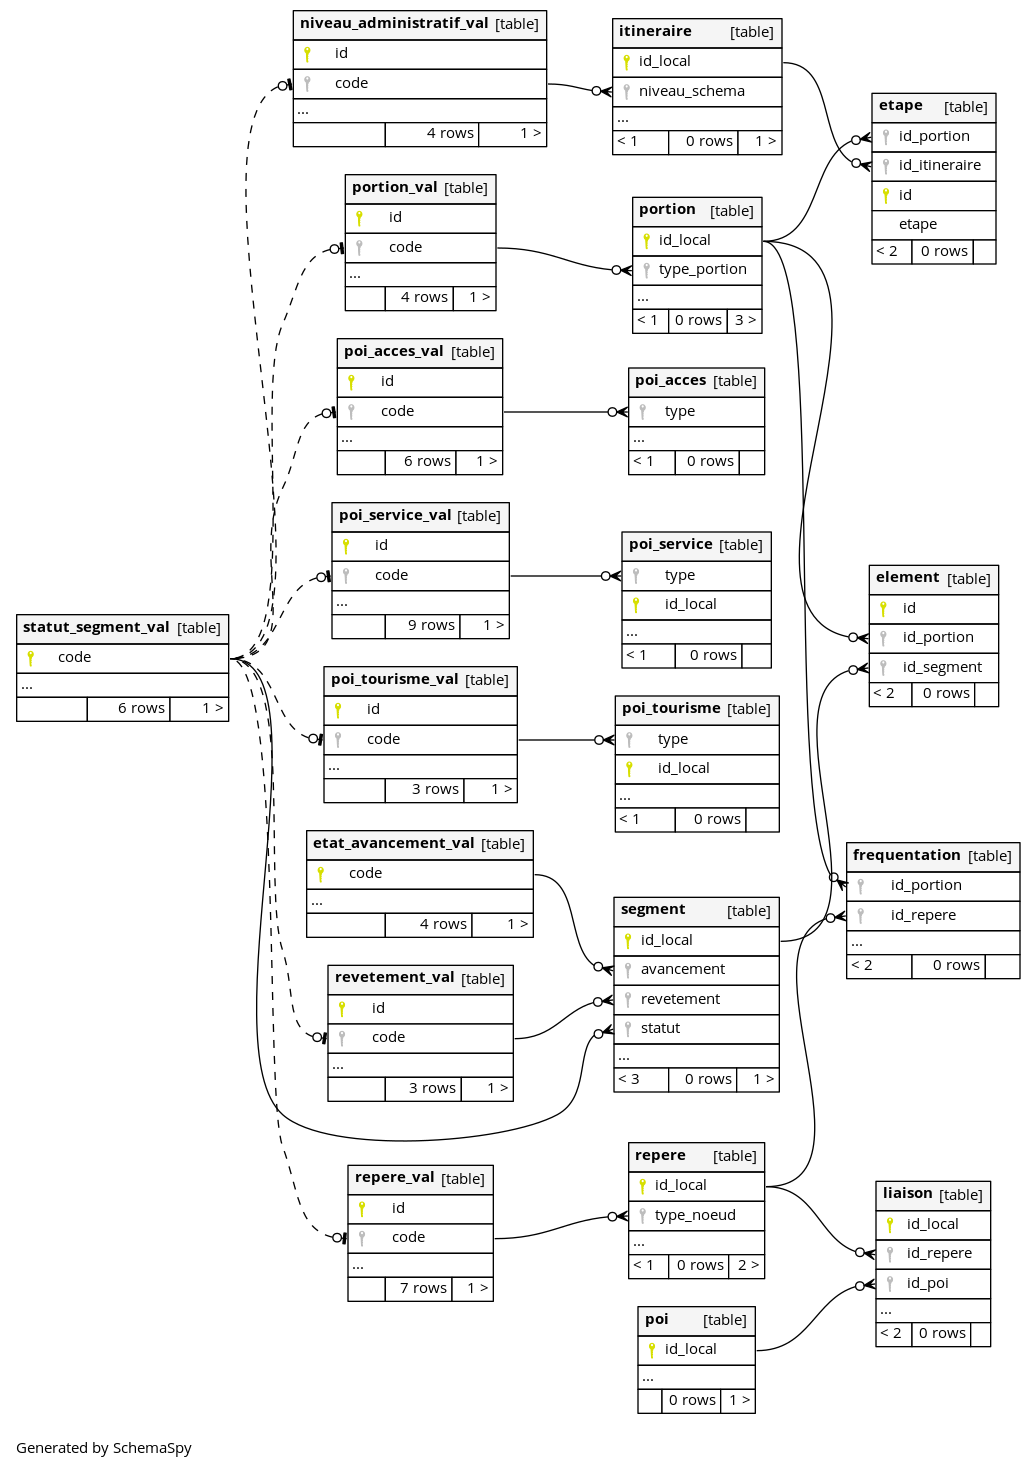 niveau_administratif_val [table]
id
code
...
4 rows 1 >
itineraire [table]
id_local
niveau_schema
...
< 1 0 rows 1 >
etape [table]
id_portion
id_itineraire
id
etape
< 2 0 rows
portion_val [table]
id
code
...
4 rows 1 >
portion [table]
id_local
type_portion
...
< 1 0 rows 3 >
poi_acces_val [table]
id
code
...
6 rows 1 >
poi_acces [table]
type
...
< 1 0 rows
poi_service_val [table]
id
code
...
9 rows 1 >
poi_service [table]
type
id_local
...
< 1 0 rows
element [table]
id
id_portion
id_segment
< 2 0 rows
statut_segment_val [table]
code
...
6 rows 1 >
poi_tourisme_val [table]
id
code
...
3 rows 1 >
poi_tourisme [table]
type
id_local
...
< 1 0 rows
etat_avancement_val [table]
code
...
4 rows 1 >
frequentation [table]
id_portion
id_repere
...
< 2 0 rows
segment [table]
id_local
avancement
revetement
statut
...
< 3 0 rows 1 >
revetement_val [table]
id
code
...
3 rows 1 >
repere_val [table]
id
code
...
7 rows 1 >
repere [table]
id_local
type_noeud
...
< 1 0 rows 2 >
liaison [table]
id_local
id_repere
id_poi
...
< 2 0 rows
poi [table]
id_local
...
0 rows 1 >
Generated by SchemaSpy